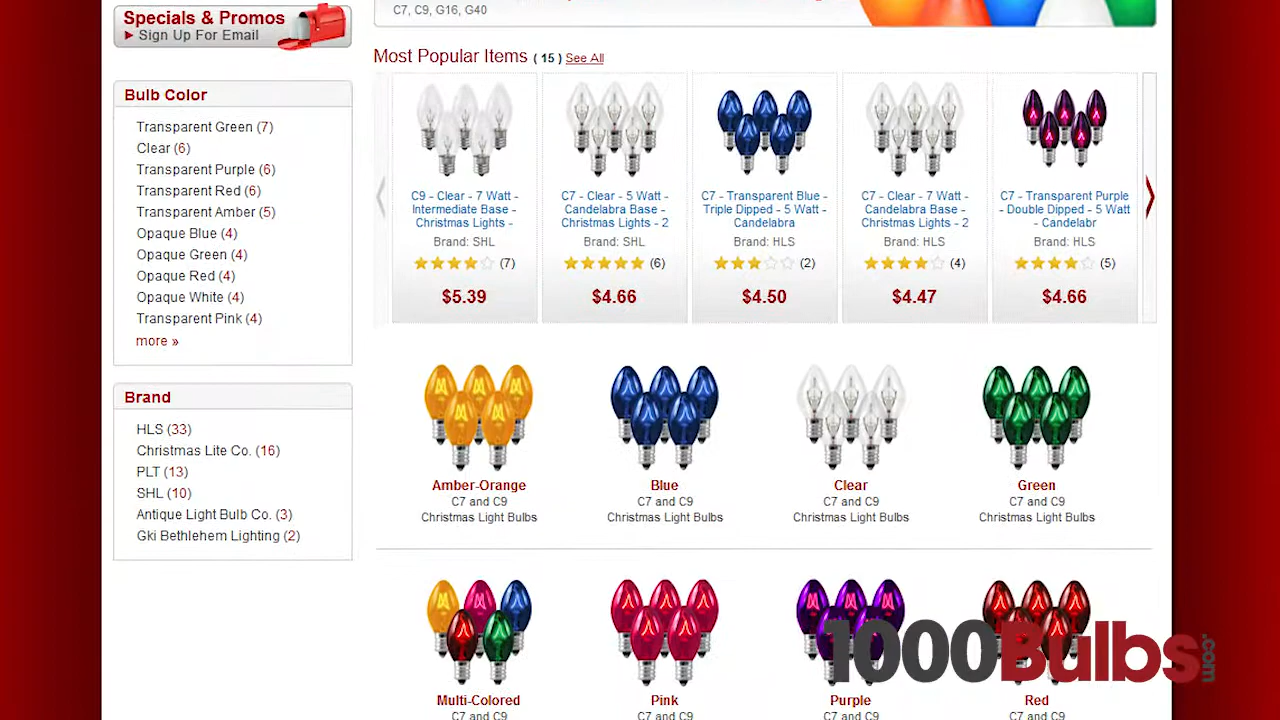 Specials & Promos
Sign Up For Email
C7, C9, G16, G40
Most Popular Items ( 15 ) See All
Bulb Color
Transparent Green (7)
Clear (6)
Transparent Purple (6)
Transparent Red (6)
Transparent Amber (5)
Opaque Blue (4)
Opaque Green (4)
Opaque Red (4)
Opaque White (4)
Transparent Pink (4)
more »
Brand
HLS (33)
Christmas Lite Co. (16)
PLT (13)
SHL (10)
Antique Light Bulb Co. (3)
Gki Bethlehem Lighting (2)
C9 - Clear - 7 Watt -
Intermediate Base -
Christmas Lights -
Brand: SHL
(7)
$5.39
C7 - Clear - 5 Watt -
Candelabra Base -
Christmas Lights - 2
Brand: SHL
(6)
$4.66
C7 - Transparent Blue -
Triple Dipped - 5 Watt -
Candelabra
Brand: HLS
(2)
$4.50
C7 - Clear - 7 Watt -
Candelabra Base -
Christmas Lights - 2
Brand: HLS
(4)
$4.47
C7 - Transparent Purple
- Double Dipped - 5 Watt
- Candelabr
Brand: HLS
(5)
$4.66
Amber-Orange
C7 and C9
Christmas Light Bulbs
Blue
C7 and C9
Christmas Light Bulbs
Clear
C7 and C9
Christmas Light Bulbs
Green
C7 and C9
Christmas Light Bulbs
Multi-Colored
C7 and C9
Pink
C7 and C9
Purple
C7 and C9
Red
C7 and C9
1000Bulbs.com